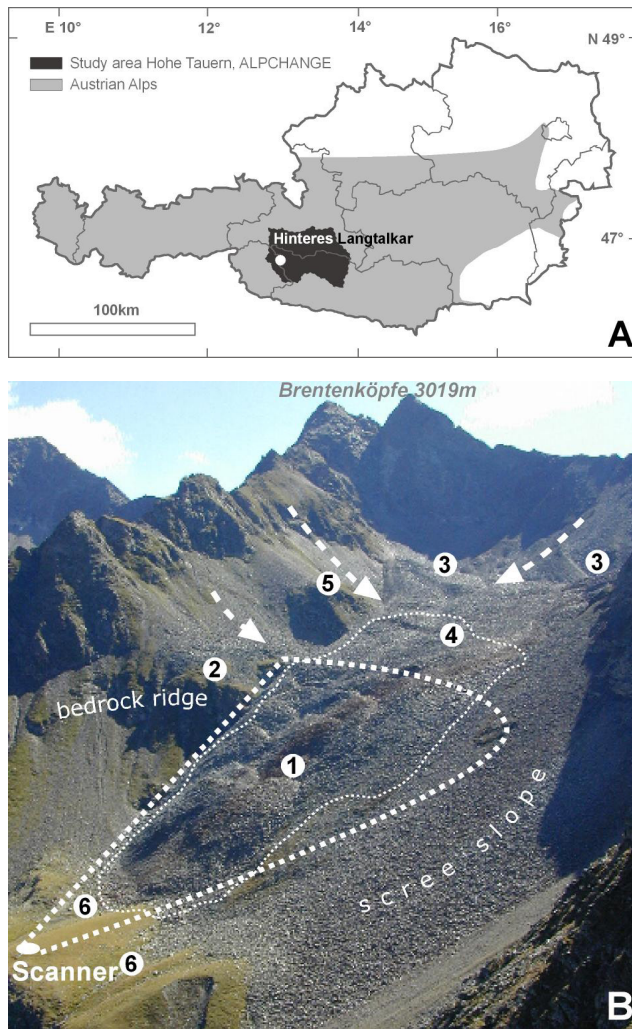 E 10° 12° 14° 16° N 49°
Study area Hohe Tauern, ALPCHANGE
Austrian Alps
Hinteres Langtalkar
47°
100km
A
Brentenköpfe 3019m
3
3
5
4
2
bedrock ridge
1
scree slope
6
Scanner
6
B